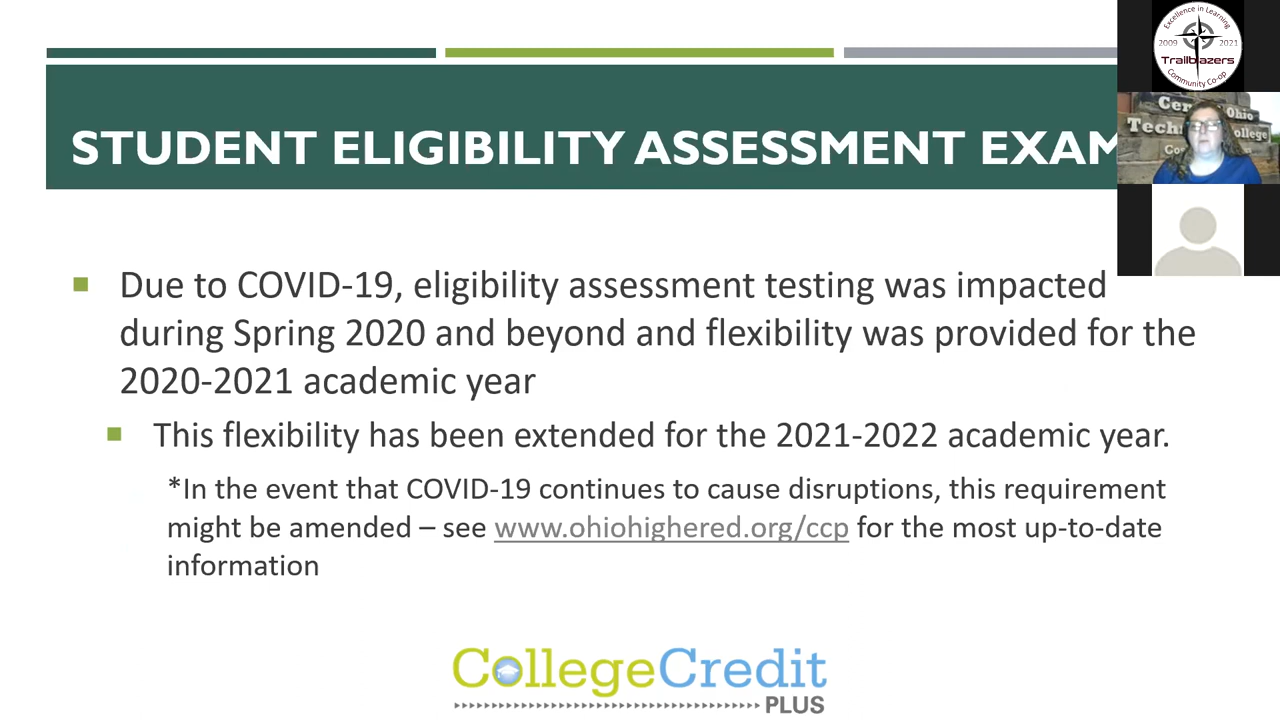 STUDENT ELIGIBILITY ASSESSMENT EXAM
Due to COVID-19, eligibility assessment testing was impacted
during Spring 2020 and beyond and flexibility was provided for the
2020-2021 academic year
This flexibility has been extended for the 2021-2022 academic year.
*In the event that COVID-19 continues to cause disruptions, this requirement
might be amended – see www.ohiohighered.org/ccp for the most up-to-date
information
CollegeCredit
PLUS
Excellence in Learning
2009 2021
Trailblazers
Community Co-op
Ohio
Tech ollege